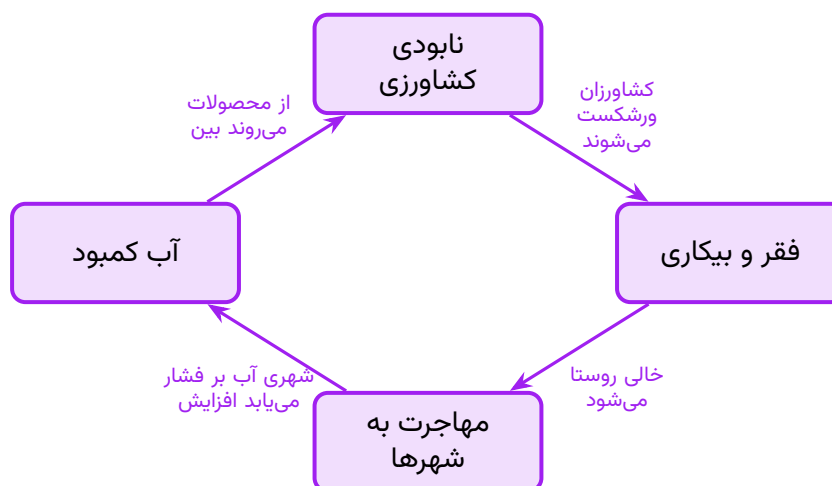 نابودی
کشاورزی
کشاورزان
ورشکست
می‌شوند
از محصولات
می‌روند بین
فقر و بیکاری
آب کمبود
خالی روستا
می‌شود
شهری آب بر فشار
می‌یابد افزایش
مهاجرت به
شهرها